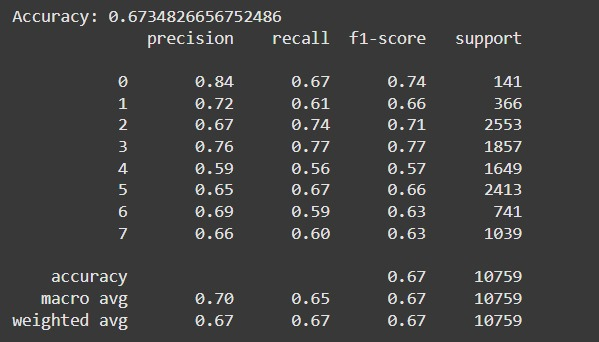 Accuracy: 0.6734826656752486
precision recall f1-score support
0 0.84 0.67 0.74 141
1 0.72 0.61 0.66 366
2 0.67 0.74 0.71 2553
3 0.76 0.77 0.77 1857
4 0.59 0.56 0.57 1649
5 0.65 0.67 0.66 2413
6 0.69 0.59 0.63 741
7 0.66 0.60 0.63 1039
accuracy 0.67 10759
macro avg 0.70 0.65 0.67 10759
weighted avg 0.67 0.67 0.67 10759